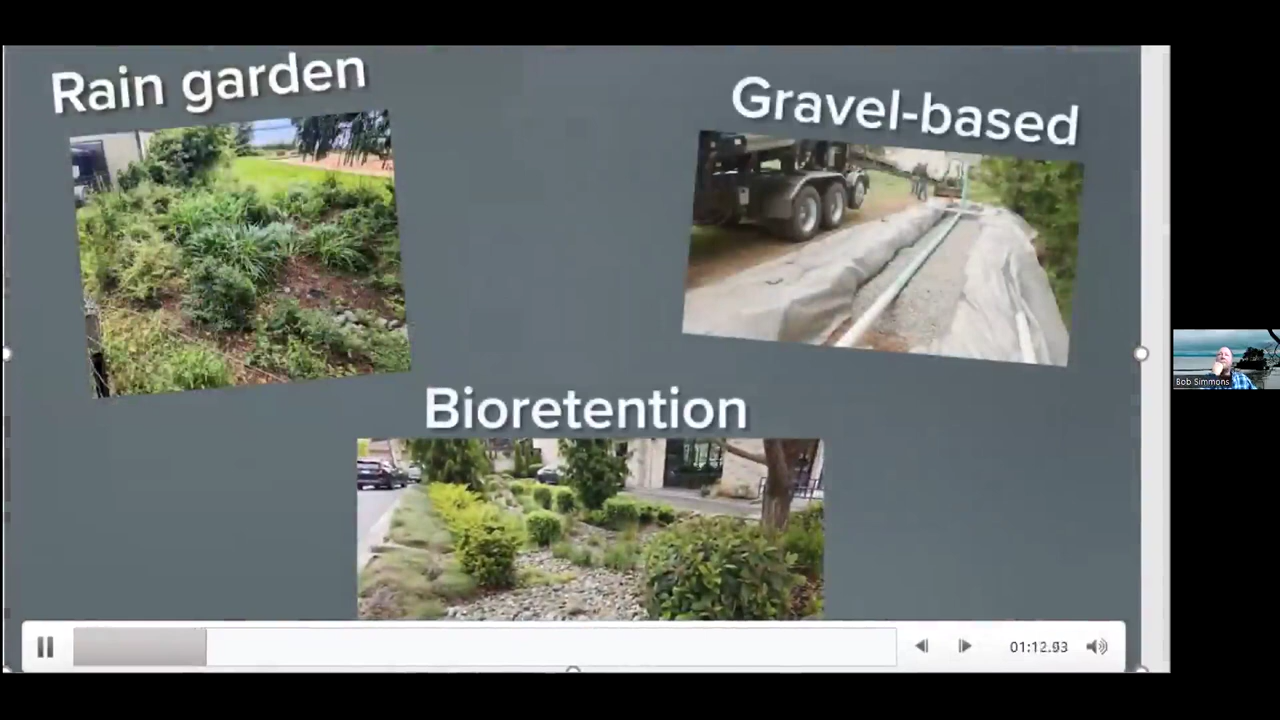 Rain garden
Gravel-based
Bioretention
01:12.93
Bob Simmons